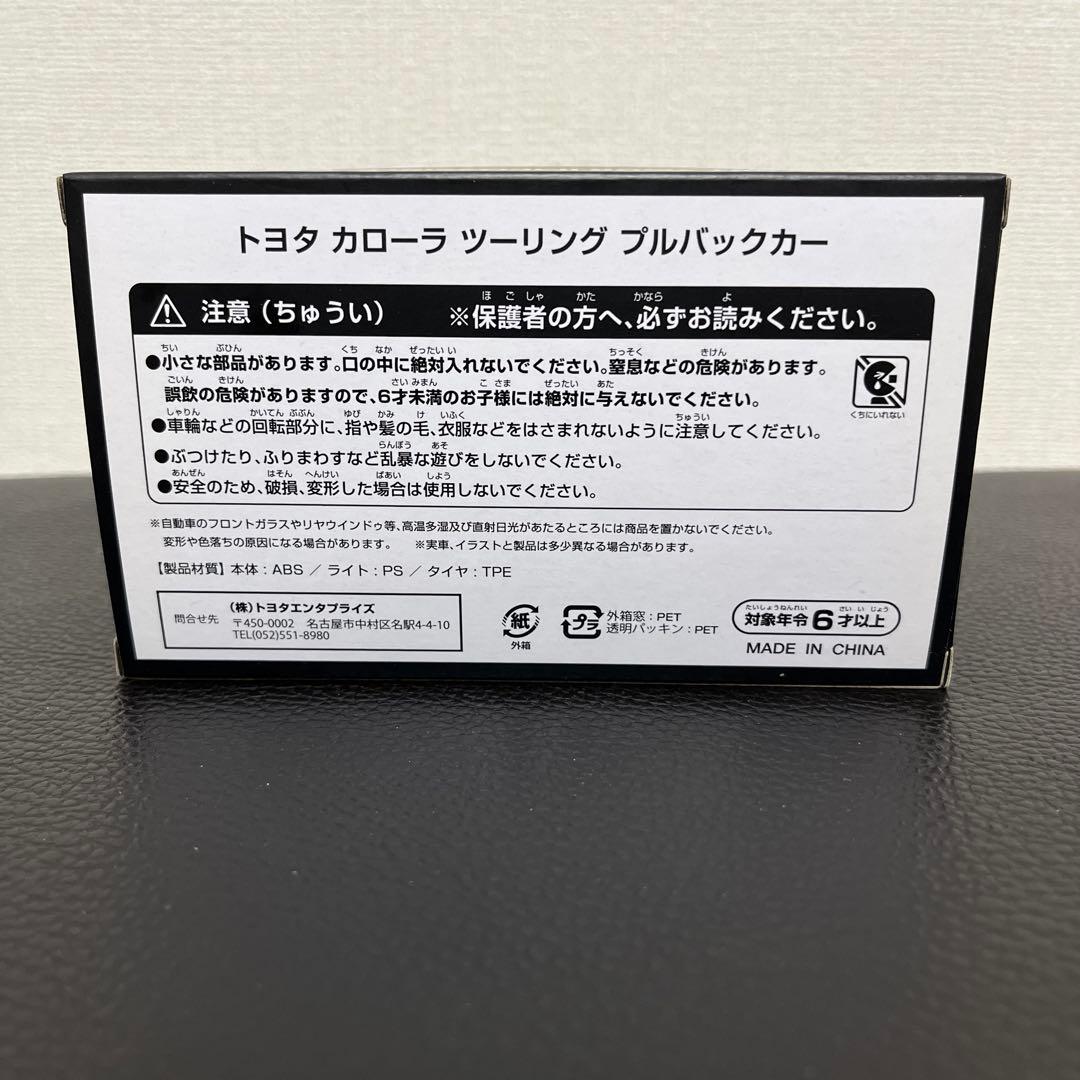 トヨタ カローラ ツーリング プルバックカー
注意（ちゅうい） ※保護者の方へ、必ずお読みください。
●小さな部品があります。口の中に絶対入れないでください。窒息などの危険があります。
誤飲の危険がありますので、6才未満のお子様には絶対に与えないでください。
くちにいれない
●車輪などの回転部分に、指や髪の毛、衣服などをはさまれないように注意してください。
●ぶつけたり、ふりまわすなど乱暴な遊びをしないでください。
●安全のため、破損、変形した場合は使用しないでください。
※自動車のフロントガラスやリヤウインドゥ等、高温多湿及び直射日光があたるところには商品を置かないでください。
変形や色落ちの原因になる場合があります。 ※実車、イラストと製品は多少異なる場合があります。
【製品材質】本体：ABS ／ ライト：PS ／ タイヤ：TPE
問合せ先
（株）トヨタエンタプライズ
〒450-0002 名古屋市中村区名駅4-4-10
TEL(052)551-8980
紙
外箱
プラ
外箱窓：PET
透明パッキン：PET
対象年令6才以上
MADE IN CHINA